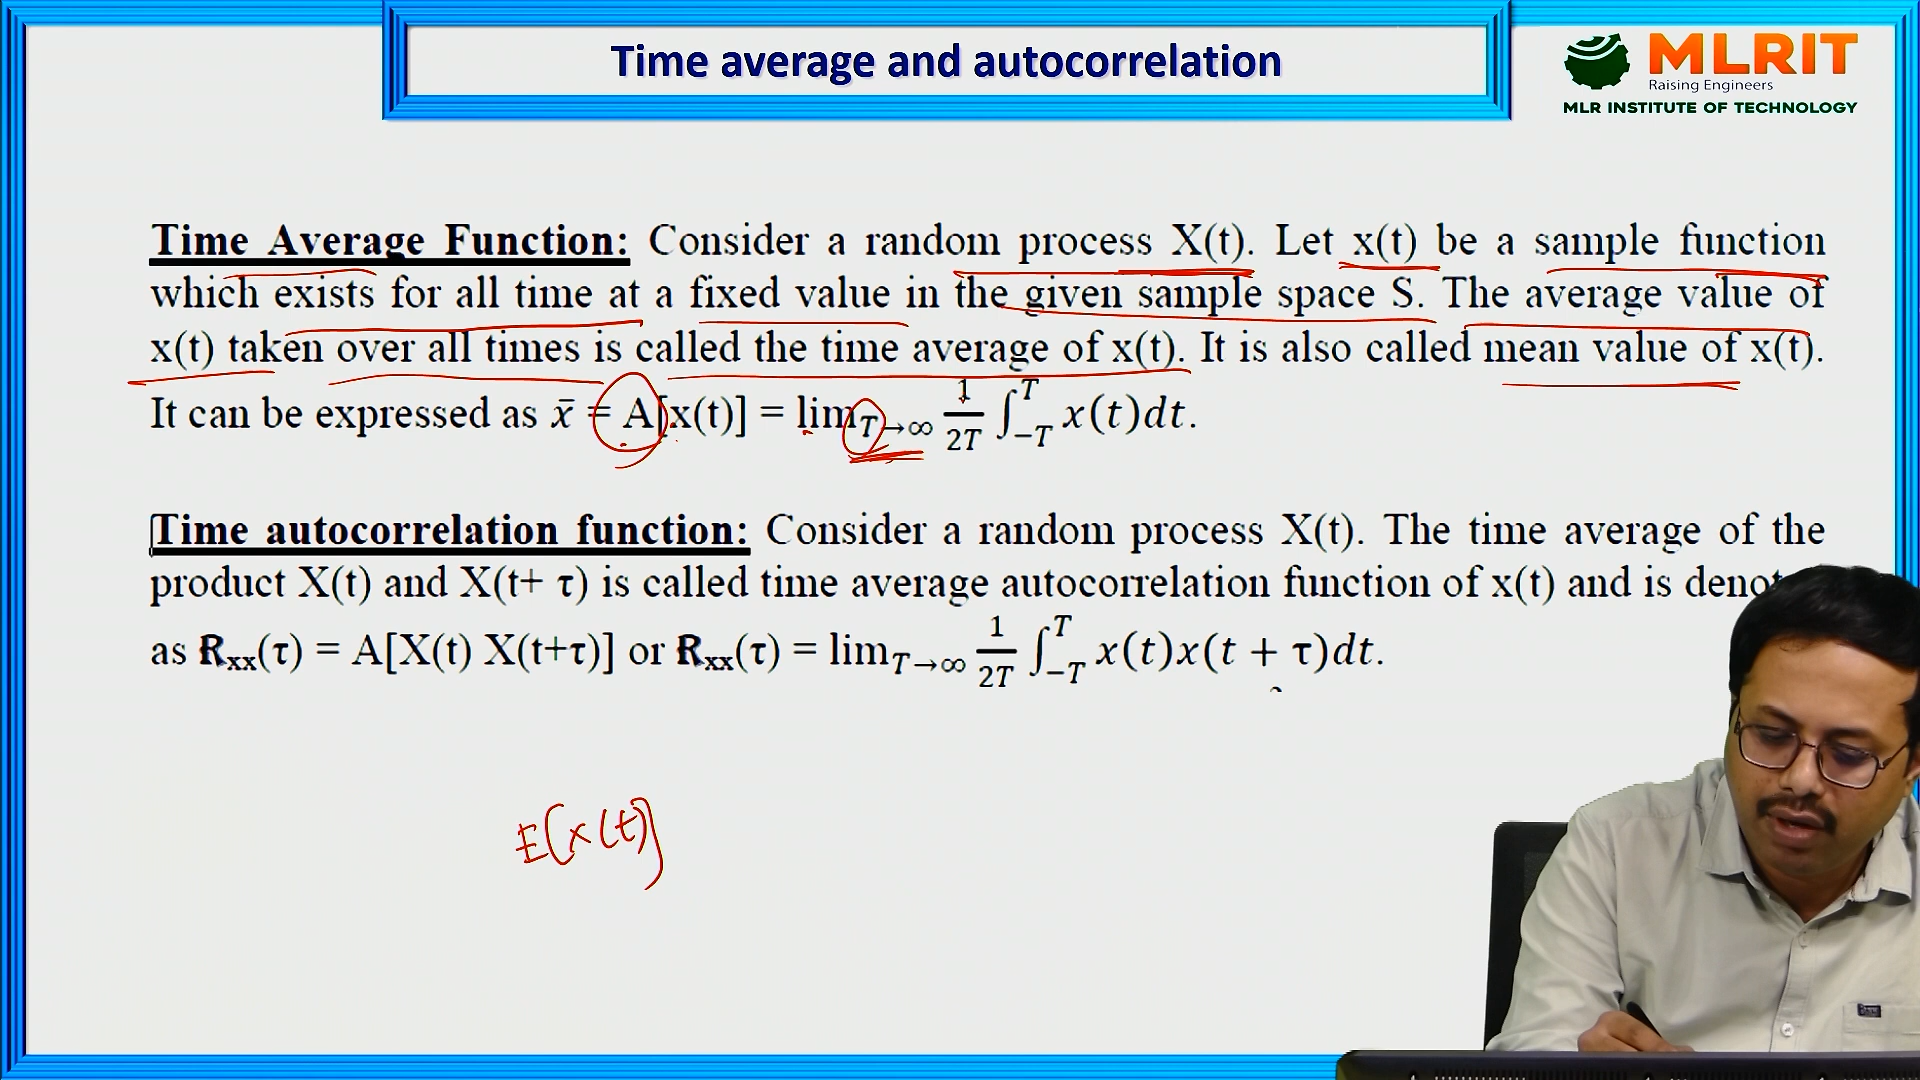 Time average and autocorrelation
MLRIT
Raising Engineers
MLR INSTITUTE OF TECHNOLOGY
Time Average Function: Consider a random process X(t). Let x(t) be a sample function
which exists for all time at a fixed value in the given sample space S. The average value of
x(t) taken over all times is called the time average of x(t). It is also called mean value of x(t).
It can be expressed as x̄ = A[x(t)] = lim_{T→∞} 1/2T ∫_{-T}^{T} x(t)dt.
Time autocorrelation function: Consider a random process X(t). The time average of the
product X(t) and X(t+ τ) is called time average autocorrelation function of x(t) and is
as Rxx(τ) = A[X(t) X(t+τ)] or Rxx(τ) = lim_{T→∞} 1/2T ∫_{-T}^{T} x(t)x(t + τ)dt.
E[x(t)]